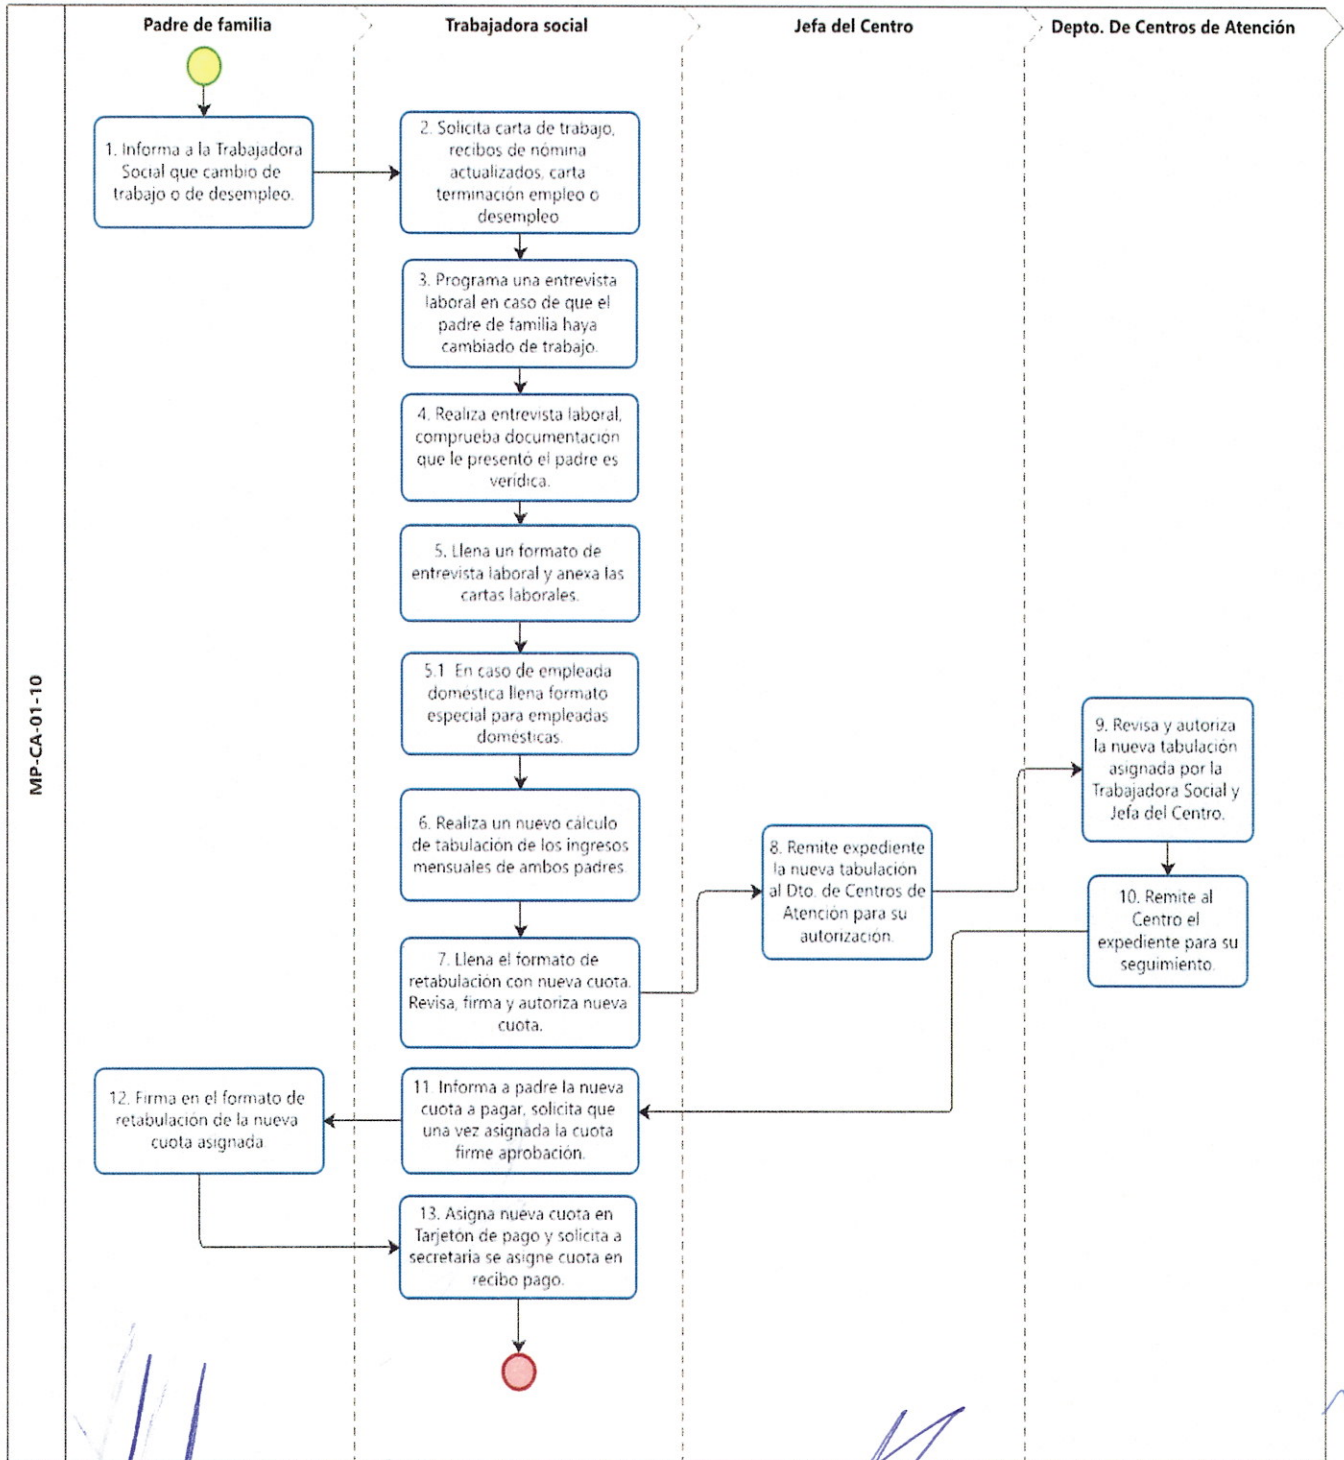 Padre de familia
Trabajadora social
Jefa del Centro
Depto. De Centros de Atención
MP-CA-01-10
1. Informa a la Trabajadora
Social que cambio de
trabajo o de desempleo.
2. Solicita carta de trabajo,
recibos de nómina
actualizados, carta
terminación empleo o
desempleo
3. Programa una entrevista
laboral en caso de que el
padre de familia haya
cambiado de trabajo.
4. Realiza entrevista laboral,
comprueba documentación
que le presentó el padre es
verídica.
5. Llena un formato de
entrevista laboral y anexa las
cartas laborales.
5.1 En caso de empleada
doméstica llena formato
especial para empleadas
domésticas.
6. Realiza un nuevo cálculo
de tabulación de los ingresos
mensuales de ambos padres.
7. Llena el formato de
retabulación con nueva cuota.
Revisa, firma y autoriza nueva
cuota.
8. Remite expediente
la nueva tabulación
al Dto. de Centros de
Atención para su
autorización.
9. Revisa y autoriza
la nueva tabulación
asignada por la
Trabajadora Social y
Jefa del Centro.
10. Remite al
Centro el
expediente para su
seguimiento.
11. Informa a padre la nueva
cuota a pagar, solicita que
una vez asignada la cuota
firme aprobación.
12. Firma en el formato de
retabulación de la nueva
cuota asignada
13. Asigna nueva cuota en
Tarjetón de pago y solicita a
secretaria se asigne cuota en
recibo pago.